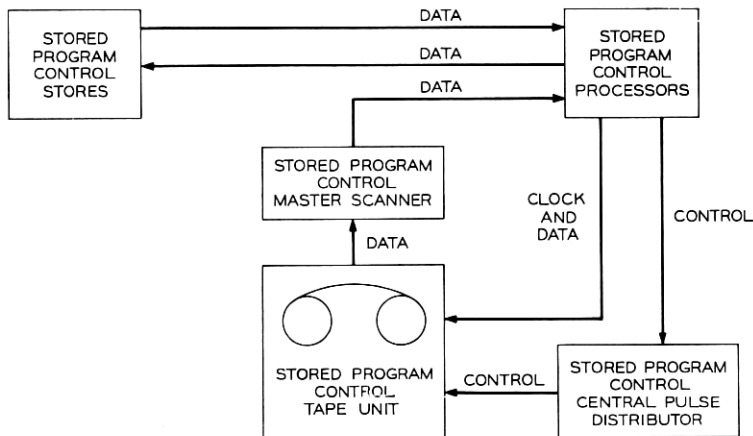 DATA
STORED
PROGRAM
CONTROL
STORES
DATA
DATA
STORED
PROGRAM
CONTROL
PROCESSORS
STORED PROGRAM
CONTROL
MASTER SCANNER
CLOCK
AND
DATA
CONTROL
DATA
STORED PROGRAM
CONTROL
TAPE UNIT
CONTROL
STORED PROGRAM
CONTROL
CENTRAL PULSE
DISTRIBUTOR